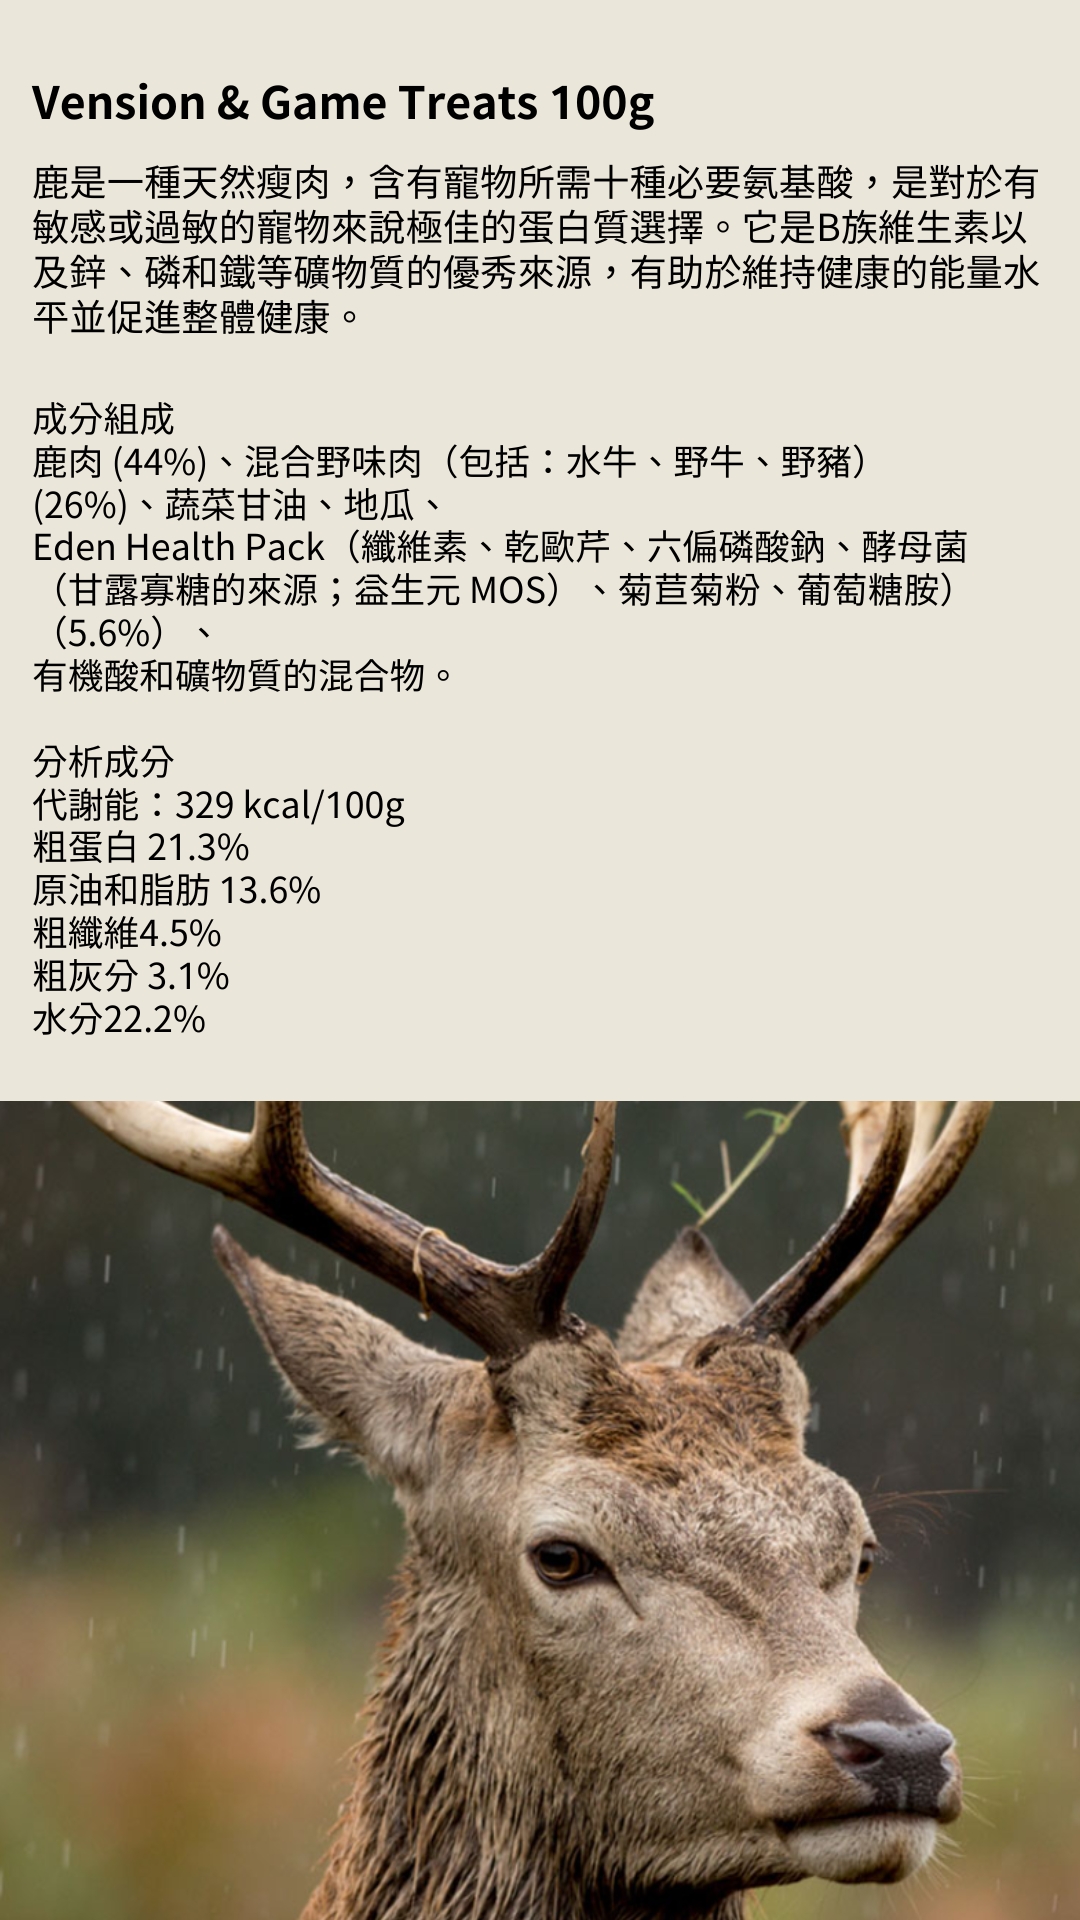 Vension & Game Treats 100g
鹿是一種天然瘦肉，含有寵物所需十種必要氨基酸，是對於有
敏感或過敏的寵物來說極佳的蛋白質選擇。它是B族維生素以
及鋅、磷和鐵等礦物質的優秀來源，有助於維持健康的能量水
平並促進整體健康。
成分組成
鹿肉 (44%)、混合野味肉（包括：水牛、野牛、野豬）
(26%)、蔬菜甘油、地瓜、
Eden Health Pack（纖維素、乾歐芹、六偏磷酸鈉、酵母菌
（甘露寡糖的來源；益生元 MOS）、菊苣菊粉、葡萄糖胺）
（5.6%）、
有機酸和礦物質的混合物。
分析成分
代謝能：329 kcal/100g
粗蛋白 21.3%
原油和脂肪 13.6%
粗纖維4.5%
粗灰分 3.1%
水分22.2%